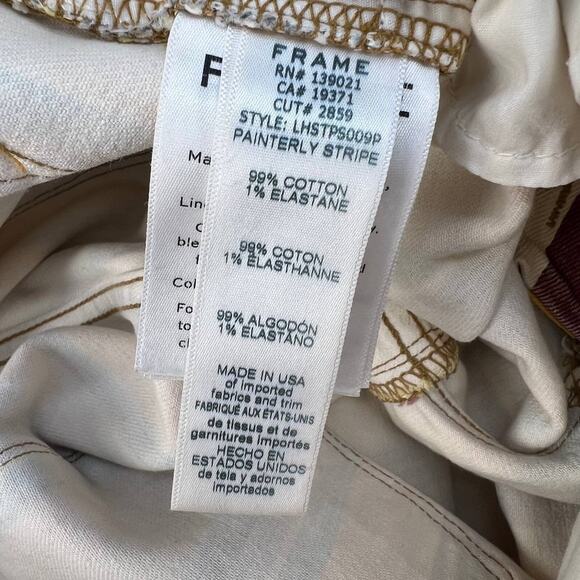 FRAME
RN# 139021
CA# 19371
CUT# 2859
STYLE: LHSTPS009P
PAINTERLY STRIPE
99% COTTON
1% ELASTANE
99% COTON
1% ÉLASTHANNE
99% ALGODÓN
1% ELASTANO
MADE IN USA
of imported
fabrics and trim
FABRIQUÉ AUX ÉTATS-UNIS
de tissus et de
garnitures importés
HECHO EN
ESTADOS UNIDOS
de tela y adornos
importados